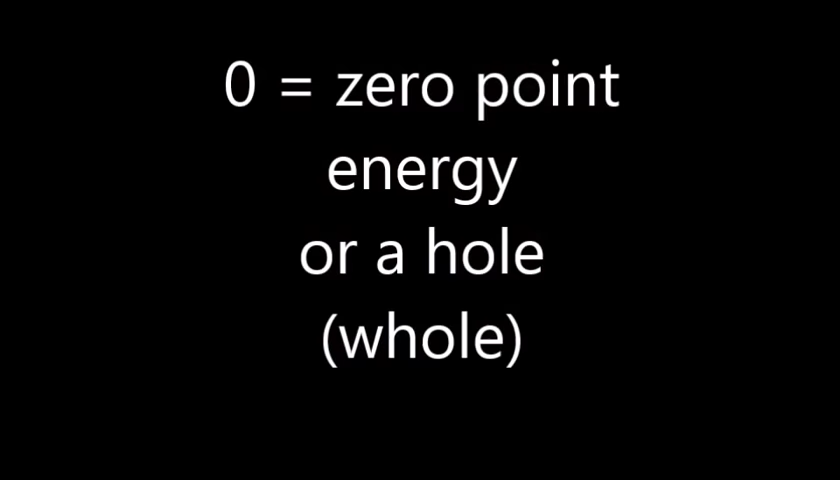 0 = zero point
energy
or a hole
(whole)